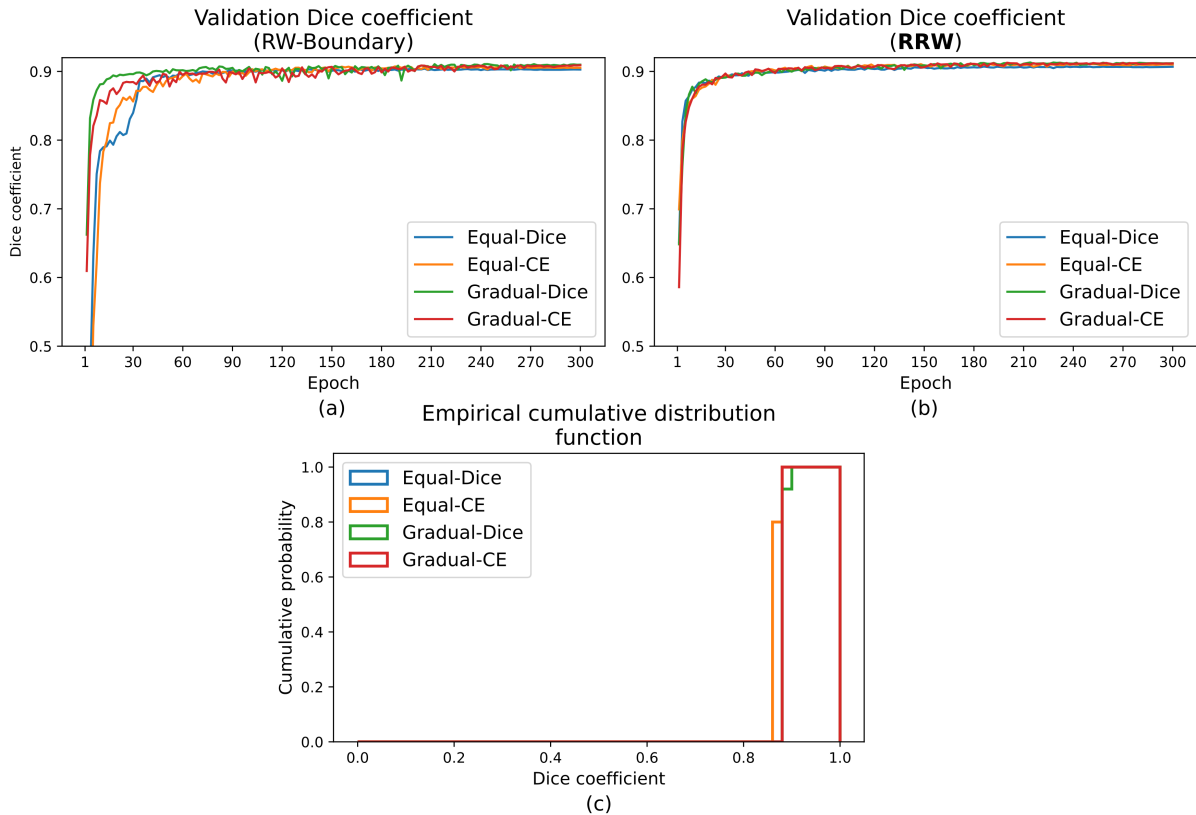 Validation Dice coefficient
(RW-Boundary)
0.9
0.8
0.7
0.6
0.5
Dice coefficient
Equal-Dice
Equal-CE
Gradual-Dice
Gradual-CE
1 30 60 90 120 150 180 210 240 270 300
Epoch
(a)
Validation Dice coefficient
(RRW)
0.9
0.8
0.7
0.6
0.5
Equal-Dice
Equal-CE
Gradual-Dice
Gradual-CE
1 30 60 90 120 150 180 210 240 270 300
Epoch
(b)
Empirical cumulative distribution
function
1.0
0.8
0.6
0.4
0.2
0.0
Cumulative probability
Equal-Dice
Equal-CE
Gradual-Dice
Gradual-CE
0.0 0.2 0.4 0.6 0.8 1.0
Dice coefficient
(c)